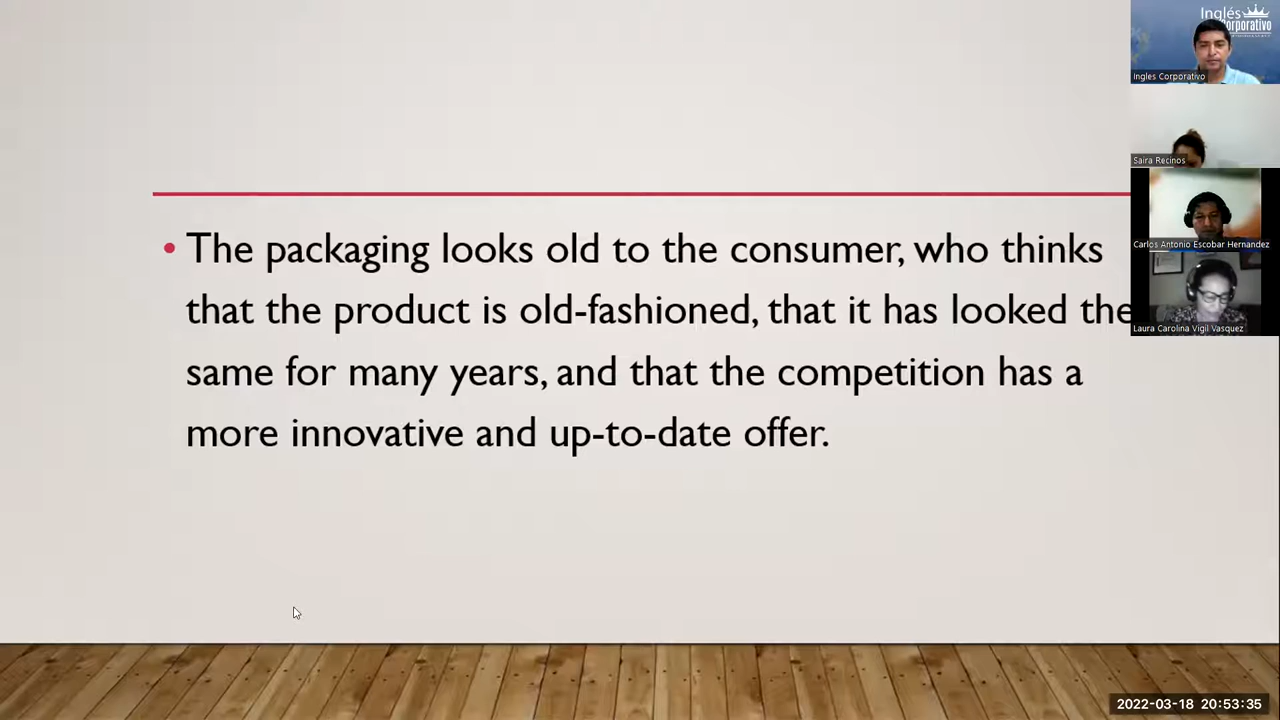 • The packaging looks old to the consumer, who thinks
that the product is old-fashioned, that it has looked the
same for many years, and that the competition has a
more innovative and up-to-date offer.
Inglés
Corporativo
Ingles Corporativo
Saira Recinos
Carlos Antonio Escobar Hernandez
Laura Carolina Vigil Vasquez
2022-03-18 20:53:35